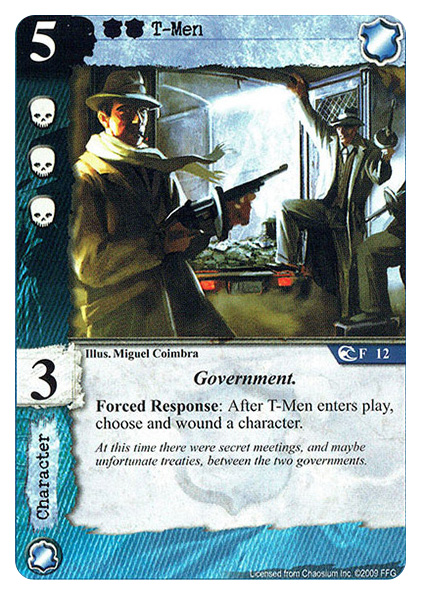 5
T-Men
Illus. Miguel Coimbra
F 12
3
Government.
Forced Response: After T-Men enters play,
choose and wound a character.
At this time there were secret meetings, and maybe
unfortunate treaties, between the two governments.
Character
Licensed from Chaosium Inc. ©2009 FFG